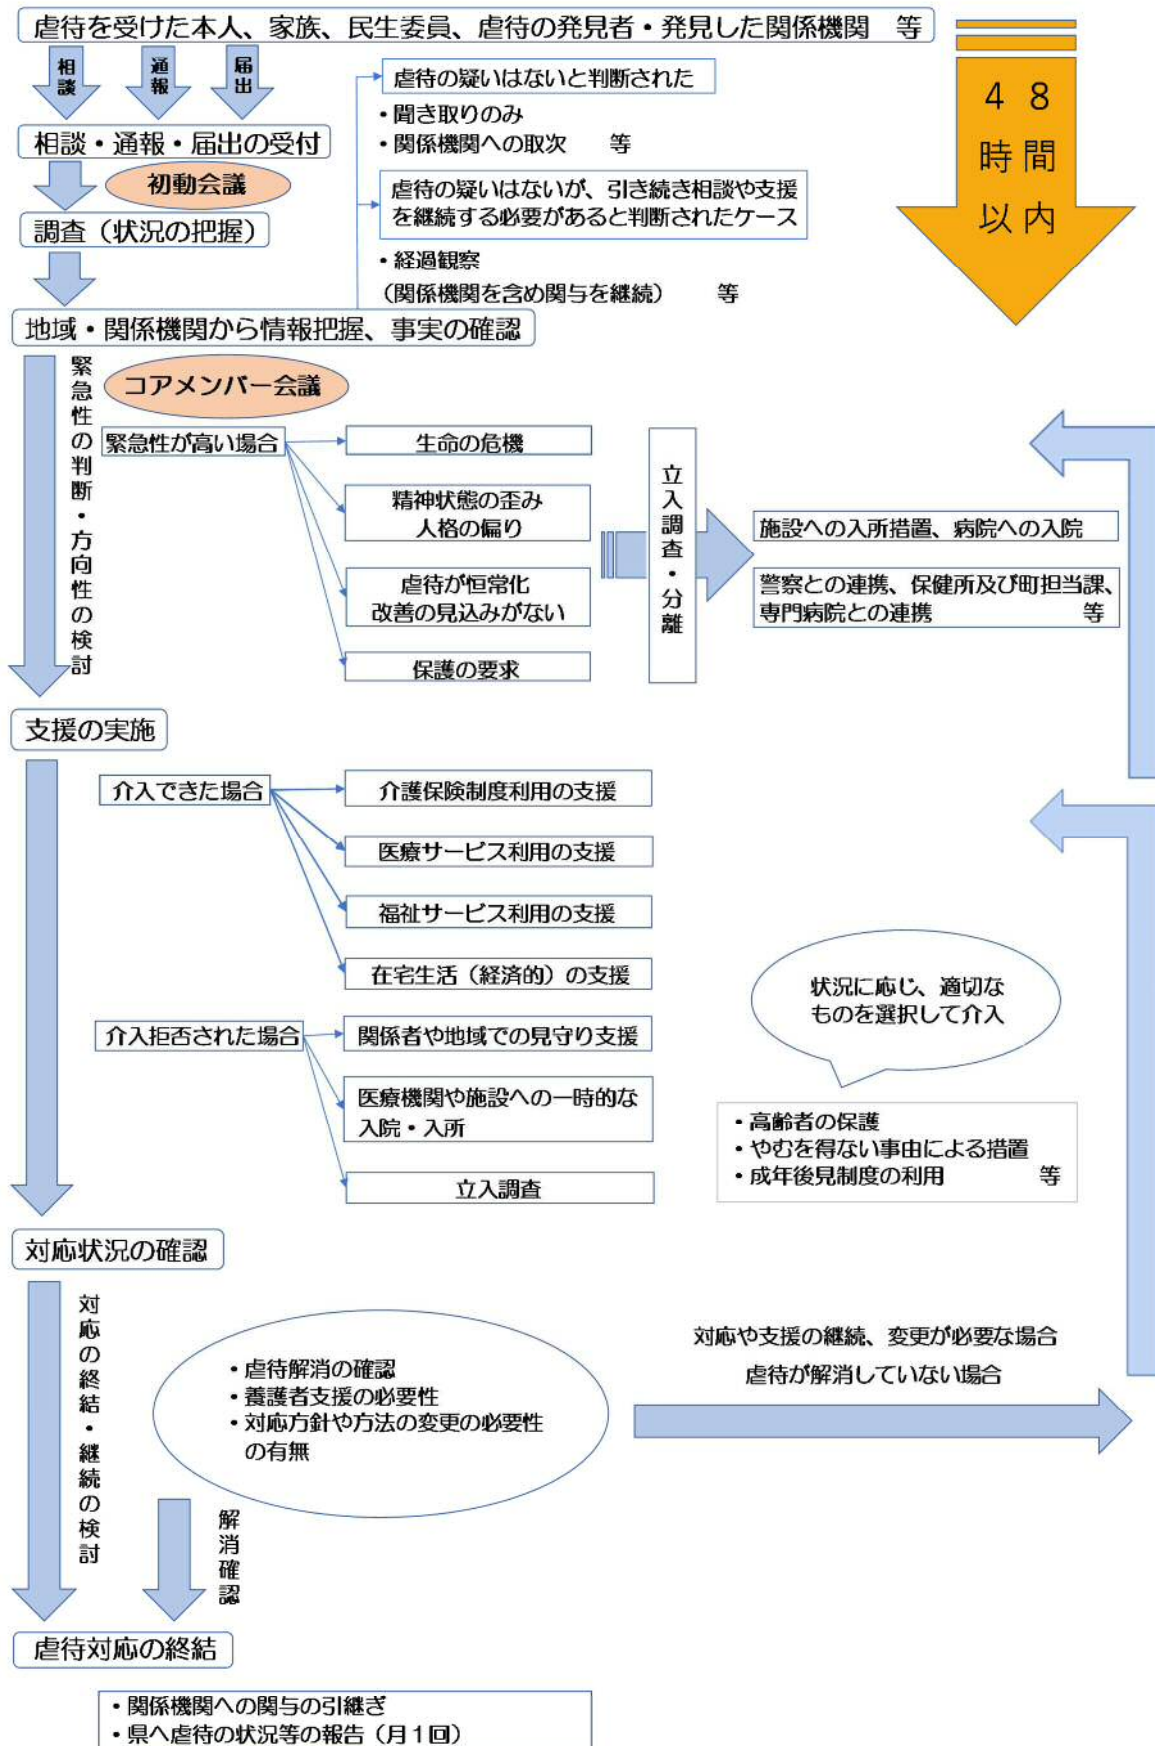 虐待を受けた本人、家族、民生委員、虐待の発見者・発見した関係機関　等
相談
通報
届出
相談・通報・届出の受付
初動会議
調査（状況の把握）
地域・関係機関から情報把握、事実の確認
虐待の疑いはないと判断された
・聞き取りのみ
・関係機関への取次　等
虐待の疑いはないが、引き続き相談や支援
を継続する必要があると判断されたケース
・経過観察
（関係機関を含め関与を継続）　等
４８
時間
以内
緊急性の判断・方向性の検討
コアメンバー会議
緊急性が高い場合
生命の危機
精神状態の歪み
人格の偏り
虐待が恒常化
改善の見込みがない
保護の要求
立入調査・分離
施設への入所措置、病院への入院
警察との連携、保健所及び町担当課、
専門病院との連携　等
支援の実施
介入できた場合
介護保険制度利用の支援
医療サービス利用の支援
福祉サービス利用の支援
在宅生活（経済的）の支援
介入拒否された場合
関係者や地域での見守り支援
医療機関や施設への一時的な
入院・入所
立入調査
状況に応じ、適切な
ものを選択して介入
・高齢者の保護
・やむを得ない事由による措置
・成年後見制度の利用　等
対応状況の確認
対応の終結・継続の検討
・虐待解消の確認
・養護者支援の必要性
・対応方針や方法の変更の必要性
の有無
対応や支援の継続、変更が必要な場合
虐待が解消していない場合
解消確認
虐待対応の終結
・関係機関への関与の引継ぎ
・県へ虐待の状況等の報告（月１回）